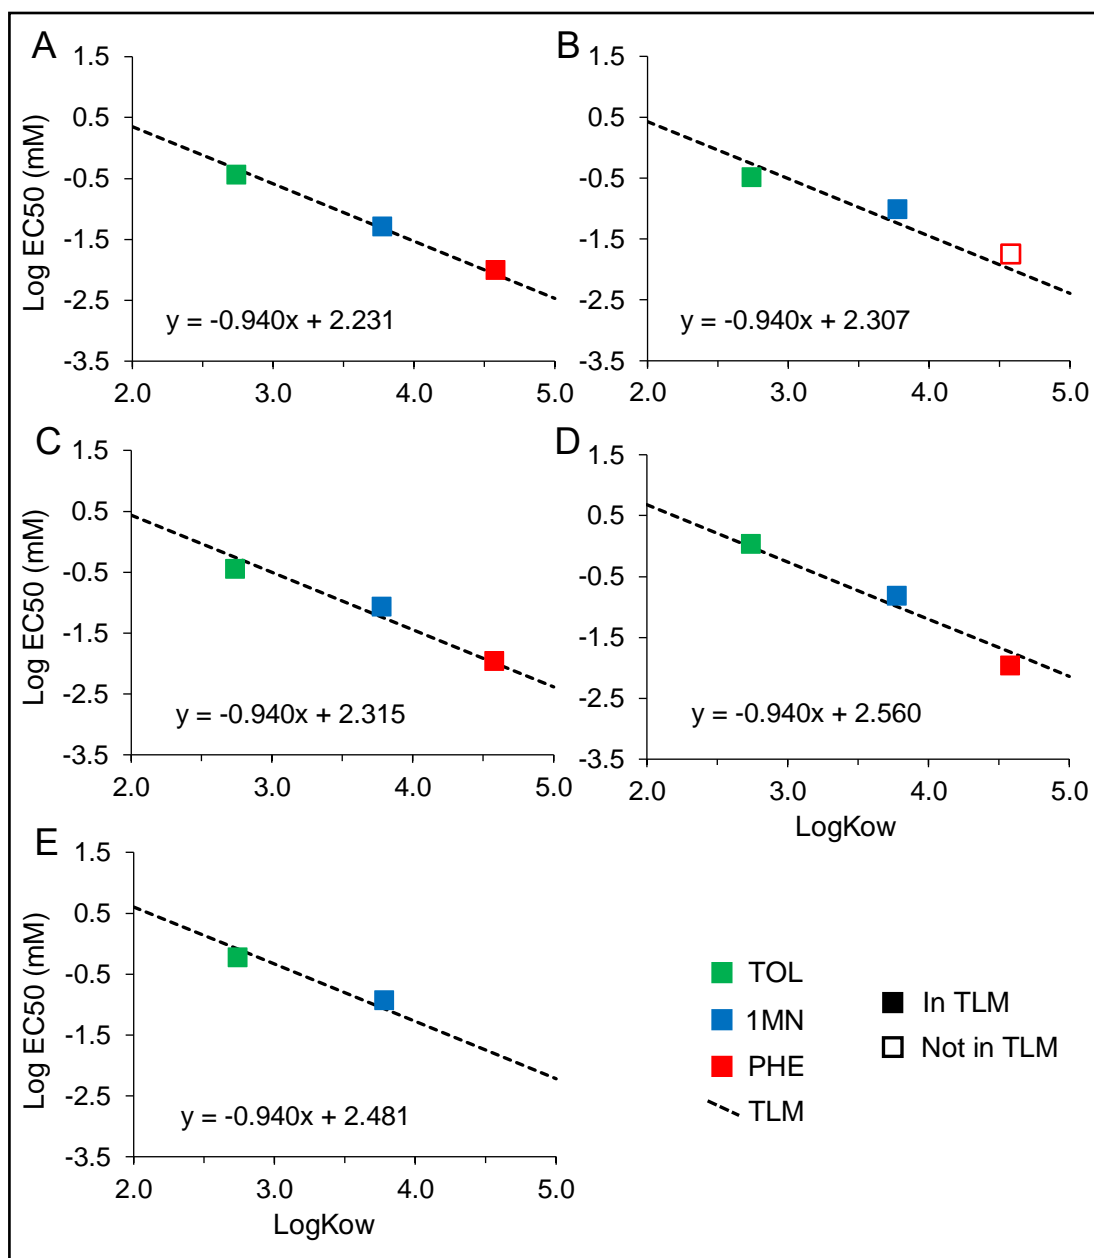 A
1.5
0.5
-0.5
-1.5
-2.5
-3.5
Log EC50 (mM)
y = -0.940x + 2.231
2.0 3.0 4.0 5.0
B
1.5
0.5
-0.5
-1.5
-2.5
-3.5
y = -0.940x + 2.307
2.0 3.0 4.0 5.0
C
1.5
0.5
-0.5
-1.5
-2.5
-3.5
Log EC50 (mM)
y = -0.940x + 2.315
2.0 3.0 4.0 5.0
D
1.5
0.5
-0.5
-1.5
-2.5
-3.5
y = -0.940x + 2.560
2.0 3.0 4.0 5.0
LogKow
E
1.5
0.5
-0.5
-1.5
-2.5
-3.5
Log EC50 (mM)
y = -0.940x + 2.481
2.0 3.0 4.0 5.0
LogKow
TOL
1MN
PHE
TLM
In TLM
Not in TLM